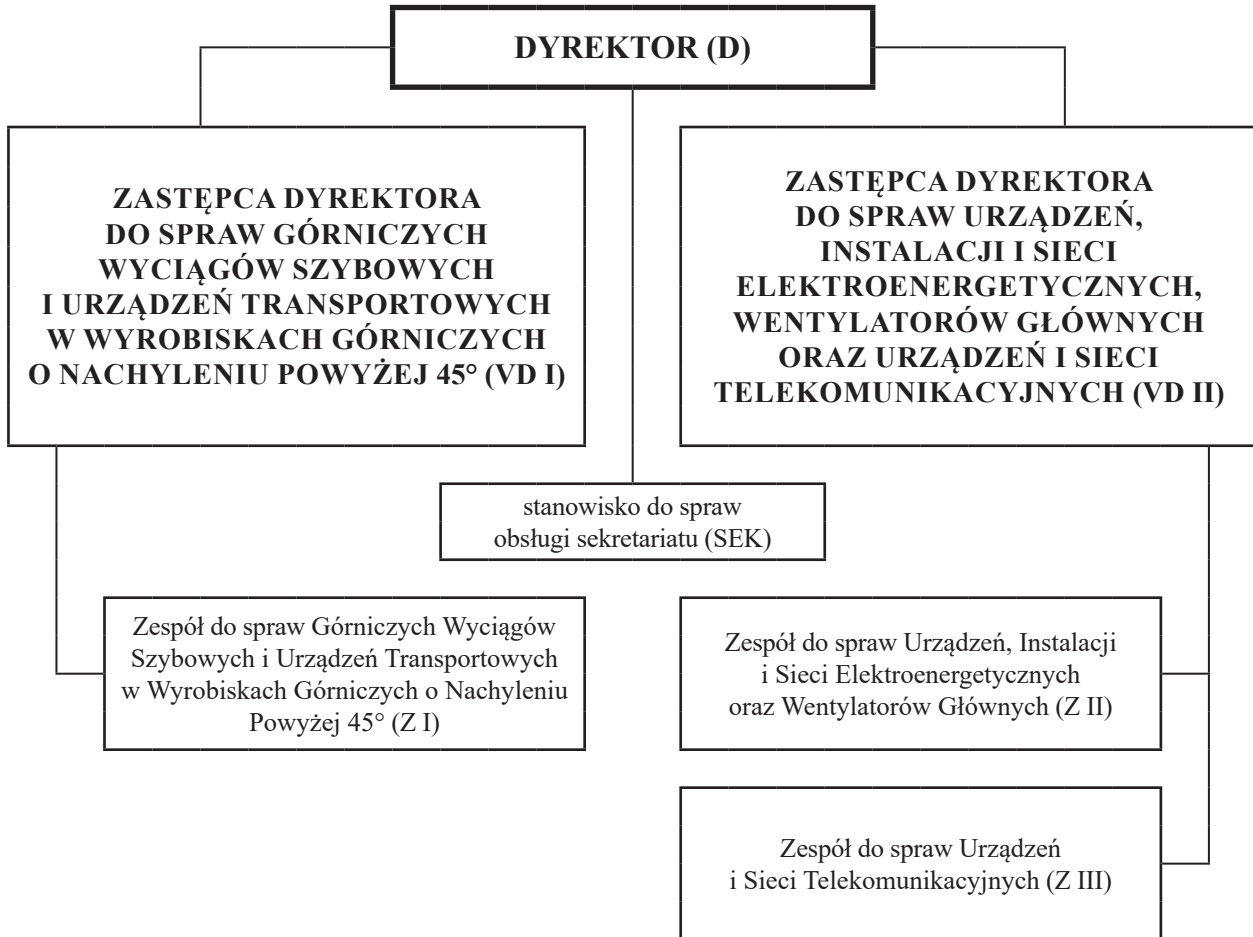 DYREKTOR (D)
ZASTĘPCA DYREKTORA
DO SPRAW GÓRNICZYCH
WYCIĄGÓW SZYBOWYCH
I URZĄDZEŃ TRANSPORTOWYCH
W WYROBISKACH GÓRNICZYCH
O NACHYLENIU POWYŻEJ 45° (VD I)
ZASTĘPCA DYREKTORA
DO SPRAW URZĄDZEŃ,
INSTALACJI I SIECI
ELEKTROENERGETYCZNYCH,
WENTYLATORÓW GŁÓWNYCH
ORAZ URZĄDZEŃ I SIECI
TELEKOMUNIKACYJNYCH (VD II)
stanowisko do spraw
obsługi sekretariatu (SEK)
Zespół do spraw Górniczych Wyciągów
Szybowych i Urządzeń Transportowych
w Wyrobiskach Górniczych o Nachyleniu
Powyżej 45° (Z I)
Zespół do spraw Urządzeń, Instalacji
i Sieci Elektroenergetycznych
oraz Wentylatorów Głównych (Z II)
Zespół do spraw Urządzeń
i Sieci Telekomunikacyjnych (Z III)